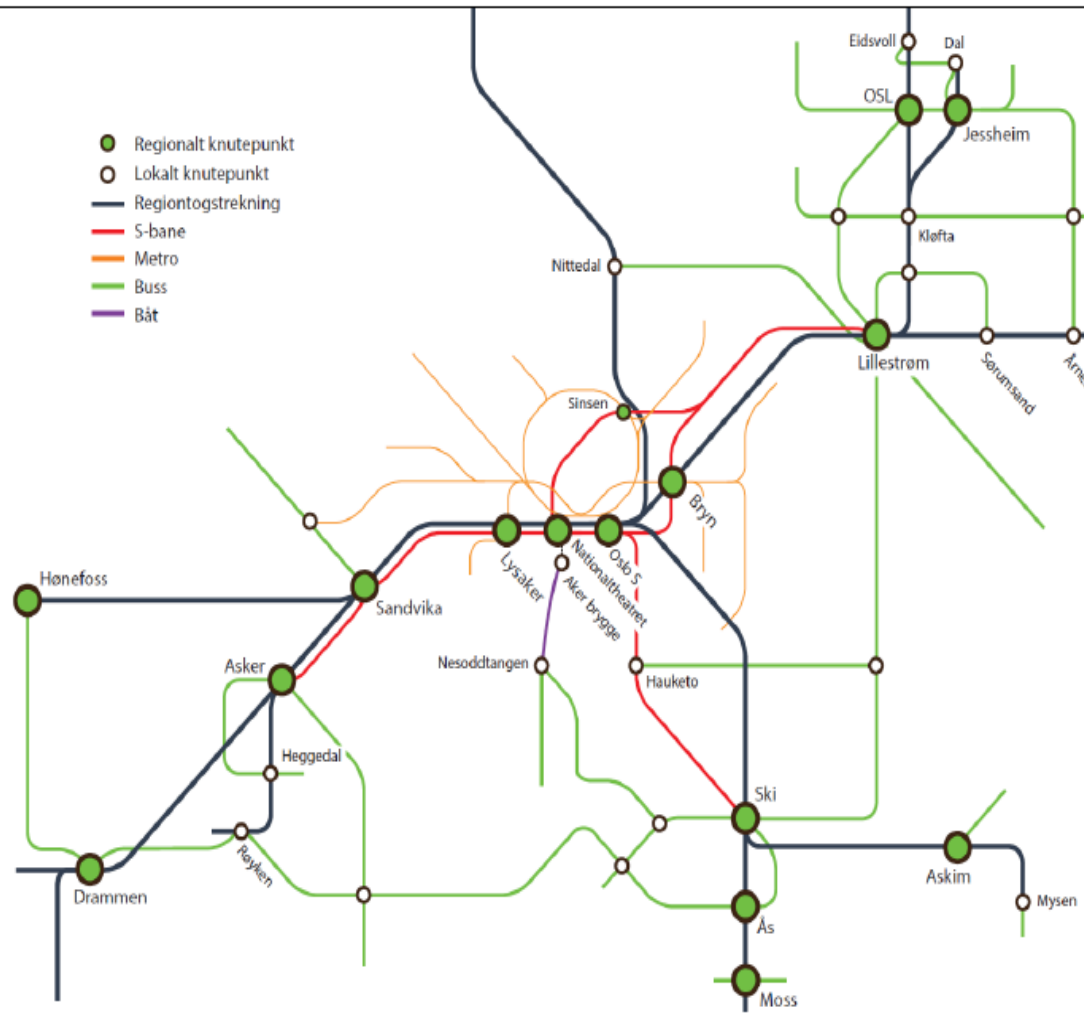 Eidsvoll
Dal
OSL
Jessheim
Regionalt knutepunkt
Lokalt knutepunkt
Regiontogstrekning
S-bane
Metro
Buss
Båt
Kløfta
Nittedal
Lillestrøm
Sørumsand
Sinsen
Bryn
Lysaker
Nationaltheatret
Oslo S
Aker brygge
Hønefoss
Sandvika
Asker
Nesoddtangen
Hauketo
Heggedal
Ski
Røyken
Drammen
Askim
Mysen
Ås
Moss